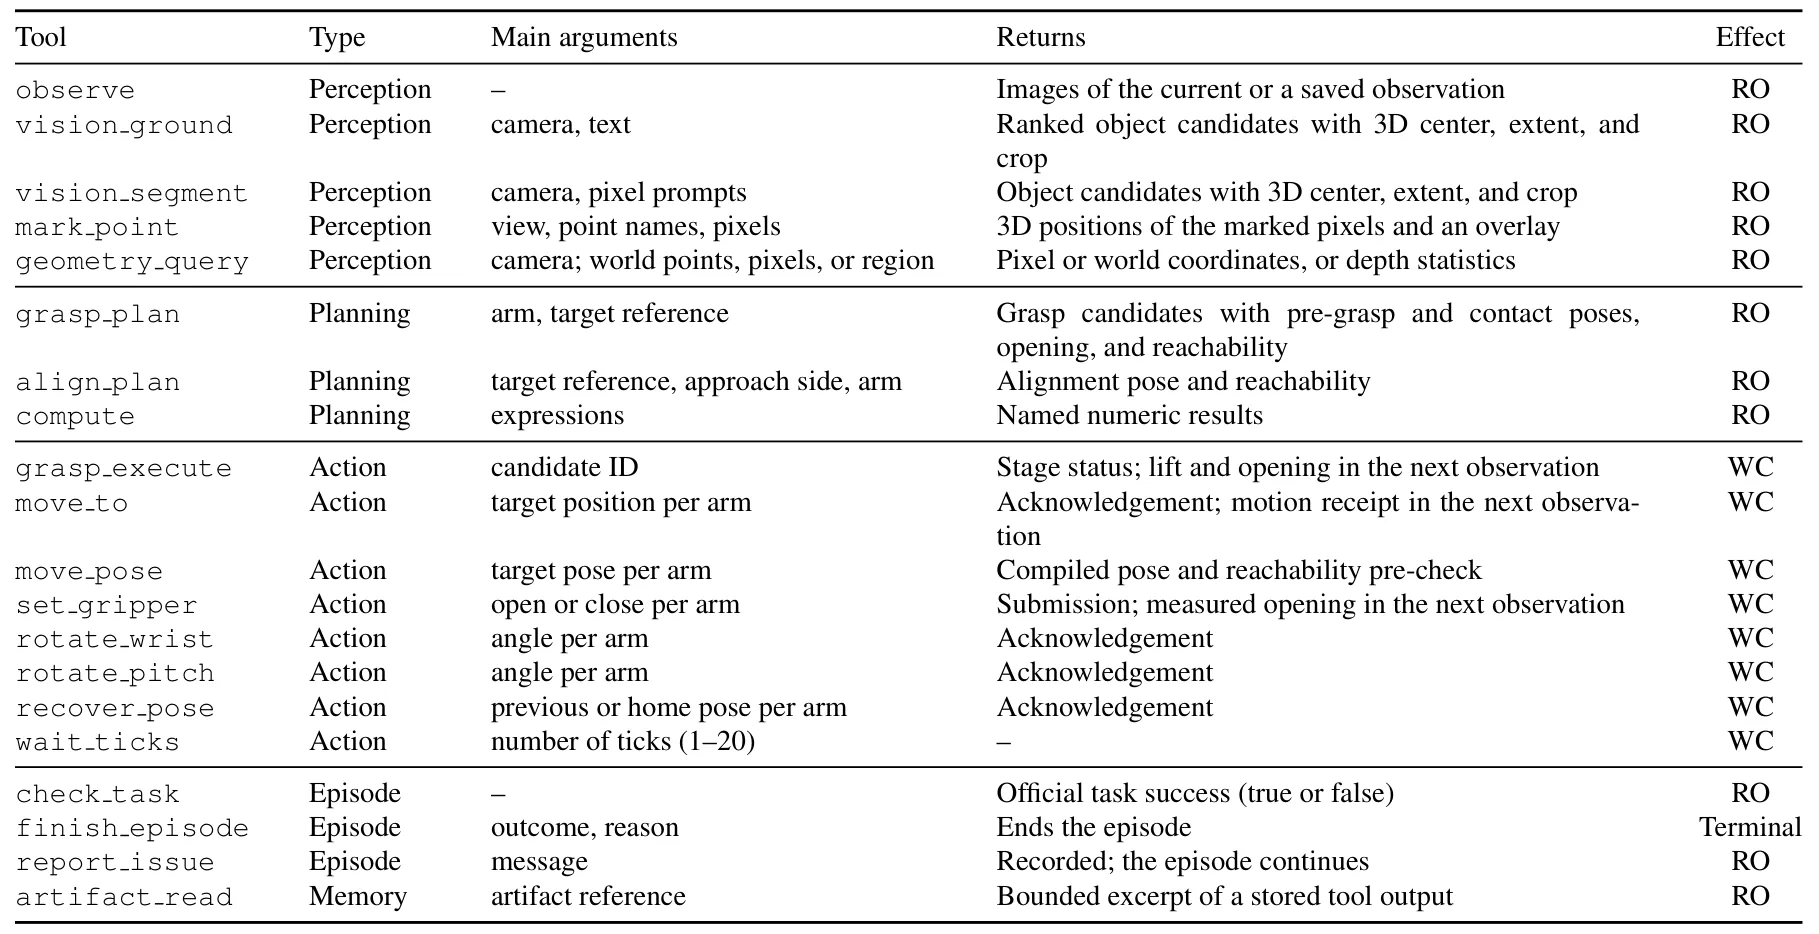 Tool Type Main arguments Returns Effect
observe Perception – Images of the current or a saved observation RO
vision_ground Perception camera, text Ranked object candidates with 3D center, extent, and RO
crop
vision_segment Perception camera, pixel prompts Object candidates with 3D center, extent, and crop RO
mark_point Perception view, point names, pixels 3D positions of the marked pixels and an overlay RO
geometry_query Perception camera; world points, pixels, or region Pixel or world coordinates, or depth statistics RO
grasp_plan Planning arm, target reference Grasp candidates with pre-grasp and contact poses, RO
opening, and reachability
align_plan Planning target reference, approach side, arm Alignment pose and reachability RO
compute Planning expressions Named numeric results RO
grasp_execute Action candidate ID Stage status; lift and opening in the next observation WC
move_to Action target position per arm Acknowledgement; motion receipt in the next observa- WC
tion
move_pose Action target pose per arm Compiled pose and reachability pre-check WC
set_gripper Action open or close per arm Submission; measured opening in the next observation WC
rotate_wrist Action angle per arm Acknowledgement WC
rotate_pitch Action angle per arm Acknowledgement WC
recover_pose Action previous or home pose per arm Acknowledgement WC
wait_ticks Action number of ticks (1–20) – WC
check_task Episode – Official task success (true or false) RO
finish_episode Episode outcome, reason Ends the episode Terminal
report_issue Episode message Recorded; the episode continues RO
artifact_read Memory artifact reference Bounded excerpt of a stored tool output RO